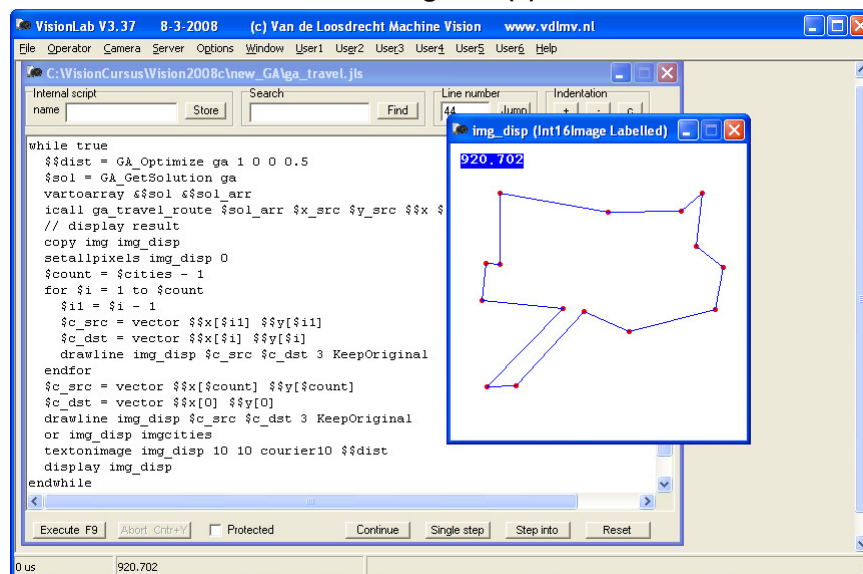 VisionLab V3.37 8-3-2008 (c) Van de Loosdrecht Machine Vision www.vdlmv.nl
File Operator Camera Server Options Window User1 User2 User3 User4 User5 User6 Help
C:\VisionCursus\Vision2008c\new_GA\ga_travel.jls
Internal script Search Line number Indentation
name Store Find 44 Jump + - c
img_disp (Int16Image Labelled)
920.702
while true
$$dist = GA_Optimize ga 1 0 0 0.5
$sol = GA_GetSolution ga
vartoarray &$sol &$sol_arr
icall ga_travel_route $sol_arr $x_src $y_src $$x $
// display result
copy img img_disp
setallpixels img_disp 0
$count = $cities - 1
for $i = 1 to $count
$i1 = $i - 1
$c_src = vector $$x[$i1] $$y[$i1]
$c_dst = vector $$x[$i] $$y[$i]
drawline img_disp $c_src $c_dst 3 KeepOriginal
endfor
$c_src = vector $$x[$count] $$y[$count]
$c_dst = vector $$x[0] $$y[0]
drawline img_disp $c_src $c_dst 3 KeepOriginal
or img_disp imgcities
textonimage img_disp 10 10 courier10 $$dist
display img_disp
endwhile
Execute F9 Abort Cntr+Y Protected Continue Single step Step into Reset
0 us 920.702